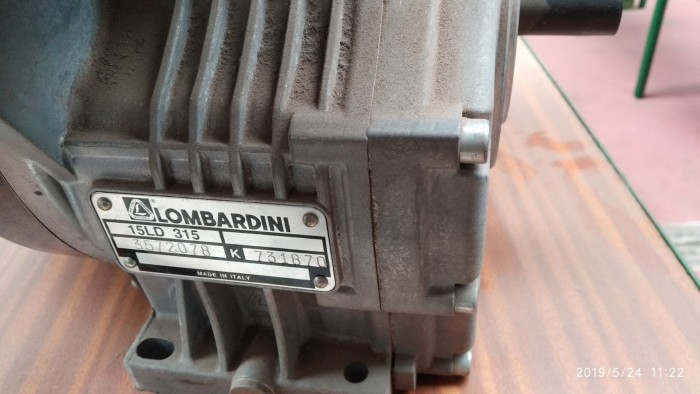 LOMBARDINI
15LD 315
3572078 K 731870
MADE IN ITALY
2019/5/24 11:22